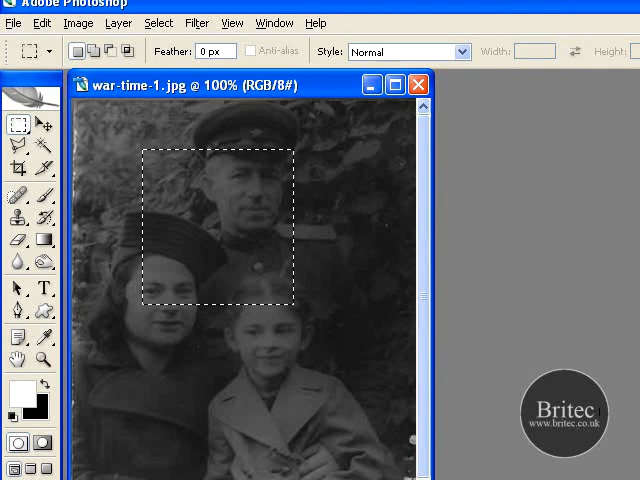 Adobe Photoshop
File Edit Image Layer Select Filter View Window Help
Feather: 0 px Anti-alias Style: Normal Width: Height:
war-time-1.jpg @ 100% (RGB/8#)
T
Britec
www.britec.co.uk